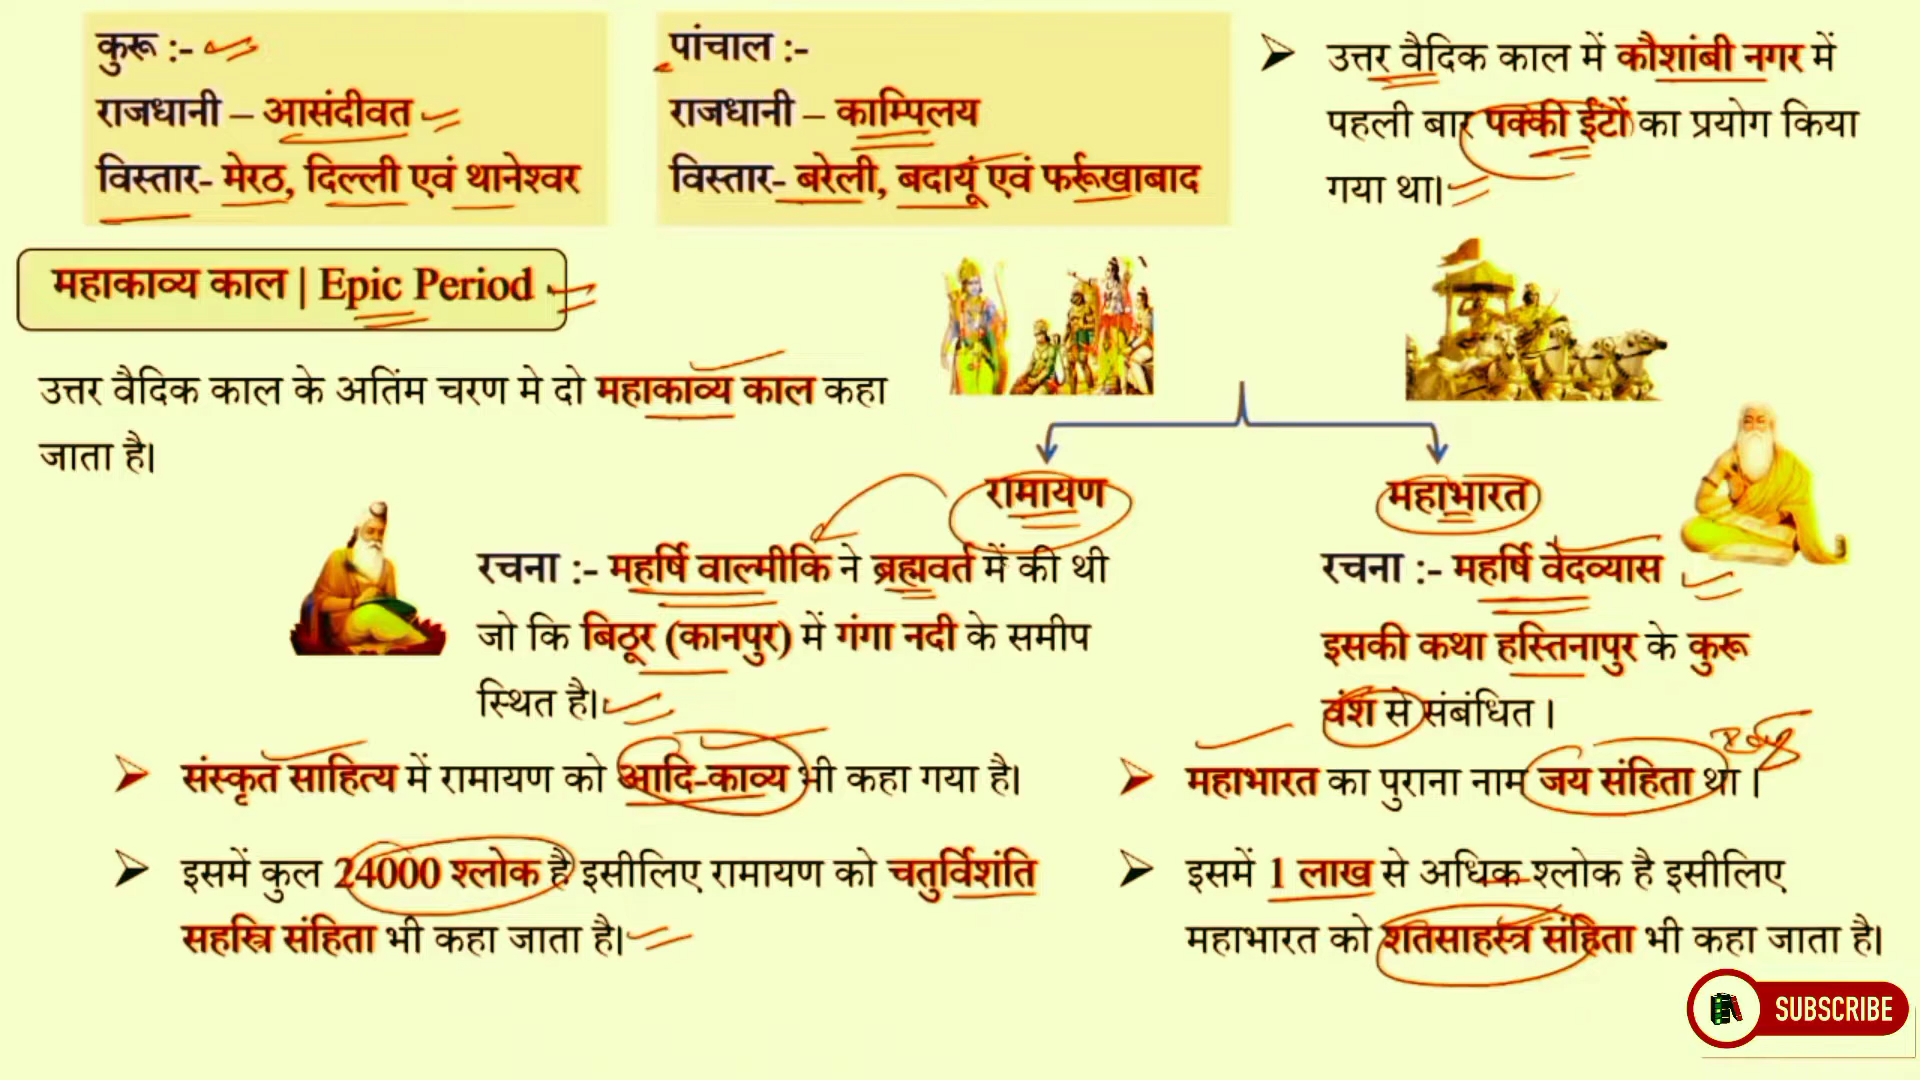 कुरू :-
राजधानी – आसंदीवत
विस्तार- मेरठ, दिल्ली एवं थानेश्वर
पांचाल :-
राजधानी – काम्पिलय
विस्तार- बरेली, बदायूं एवं फर्रूखाबाद
उत्तर वैदिक काल में कौशांबी नगर में
पहली बार पक्की ईंटों का प्रयोग किया
गया था।
महाकाव्य काल | Epic Period
उत्तर वैदिक काल के अतिंम चरण मे दो महाकाव्य काल कहा
जाता है।
रामायण
रचना :- महर्षि वाल्मीकि ने ब्रह्मवर्त में की थी
जो कि बिठूर (कानपुर) में गंगा नदी के समीप
स्थित है।
संस्कृत साहित्य में रामायण को आदि-काव्य भी कहा गया है।
इसमें कुल 24000 श्लोक है इसीलिए रामायण को चतुर्विशंति
सहस्त्रि संहिता भी कहा जाता है।
महाभारत
रचना :- महर्षि वेदव्यास
इसकी कथा हस्तिनापुर के कुरू
वंश से संबंधित ।
महाभारत का पुराना नाम जय संहिता था ।
इसमें 1 लाख से अधिक श्लोक है इसीलिए
महाभारत को शतसाहस्त्र संहिता भी कहा जाता है।
SUBSCRIBE